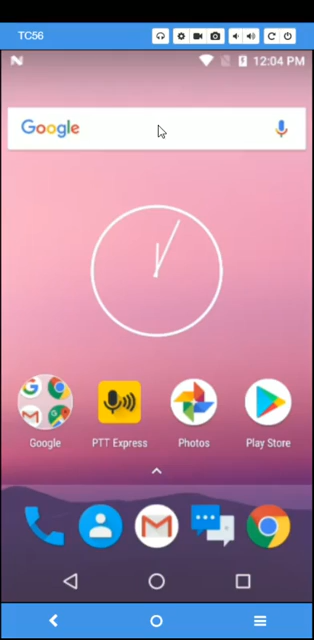 TC56
12:04 PM
Google
Google
PTT Express
Photos
Play Store